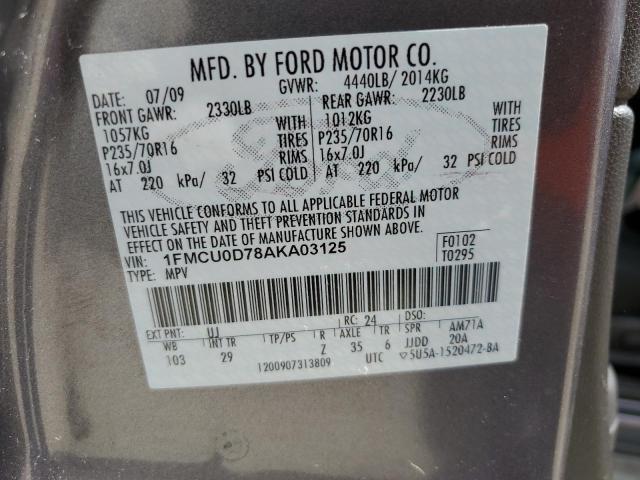 MFD. BY FORD MOTOR CO.
DATE: 07/09 GVWR: 4440LB/ 2014KG
FRONT GAWR: 2330LB REAR GAWR: 2230LB
1057KG WITH 1012KG WITH
P235/70R16 TIRES P235/70R16 TIRES
16x7.0J RIMS 16x7.0J RIMS
AT 220 kPa/ 32 PSI COLD AT 220 kPa/ 32 PSI COLD
THIS VEHICLE CONFORMS TO ALL APPLICABLE FEDERAL MOTOR
VEHICLE SAFETY AND THEFT PREVENTION STANDARDS IN
EFFECT ON THE DATE OF MANUFACTURE SHOWN ABOVE.
VIN: 1FMCU0D78AKA03125 F0102
TYPE: MPV T0295
EXT PNT: UJ RC: 24 DSO:
WB INT TR TP/PS R AXLE TR SPR AM71A
103 29 Z 35 6 JJDD 20A
1200907313809 UTC ▽5U5A-1520472-BA
Ford